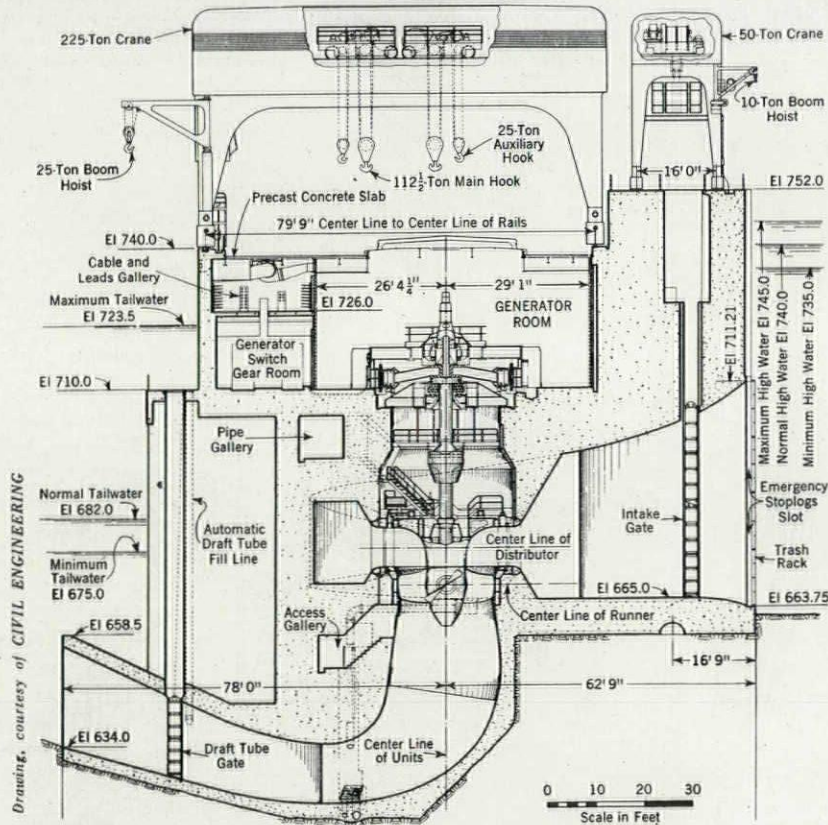 225-Ton Crane
50-Ton Crane
10-Ton Boom
Hoist
25-Ton Boom
Hoist
25-Ton
Auxiliary
Hook
112½-Ton Main Hook
16'0"
El 752.0
Precast Concrete Slab
79'9" Center Line to Center Line of Rails
El 740.0
Cable and
Leads Gallery
26'4¼"
29'1"
El 726.0
GENERATOR
ROOM
Maximum Tailwater
El 723.5
Generator
Switch
Gear Room
El 711.21
Maximum High Water El 745.0
Normal High Water El 740.0
Minimum High Water El 735.0
El 710.0
Pipe
Gallery
Normal Tailwater
El 682.0
Automatic
Draft Tube
Fill Line
Minimum
Tailwater
El 675.0
Intake
Gate
Emergency
Stoplogs
Slot
Center Line of
Distributor
Trash
Rack
El 665.0
El 663.75
Access
Gallery
Center Line of Runner
El 658.5
16'9"
78'0"
62'9"
El 634.0
Draft Tube
Gate
Center Line
of Units
0 10 20 30
Scale in Feet
Drawing, courtesy of CIVIL ENGINEERING